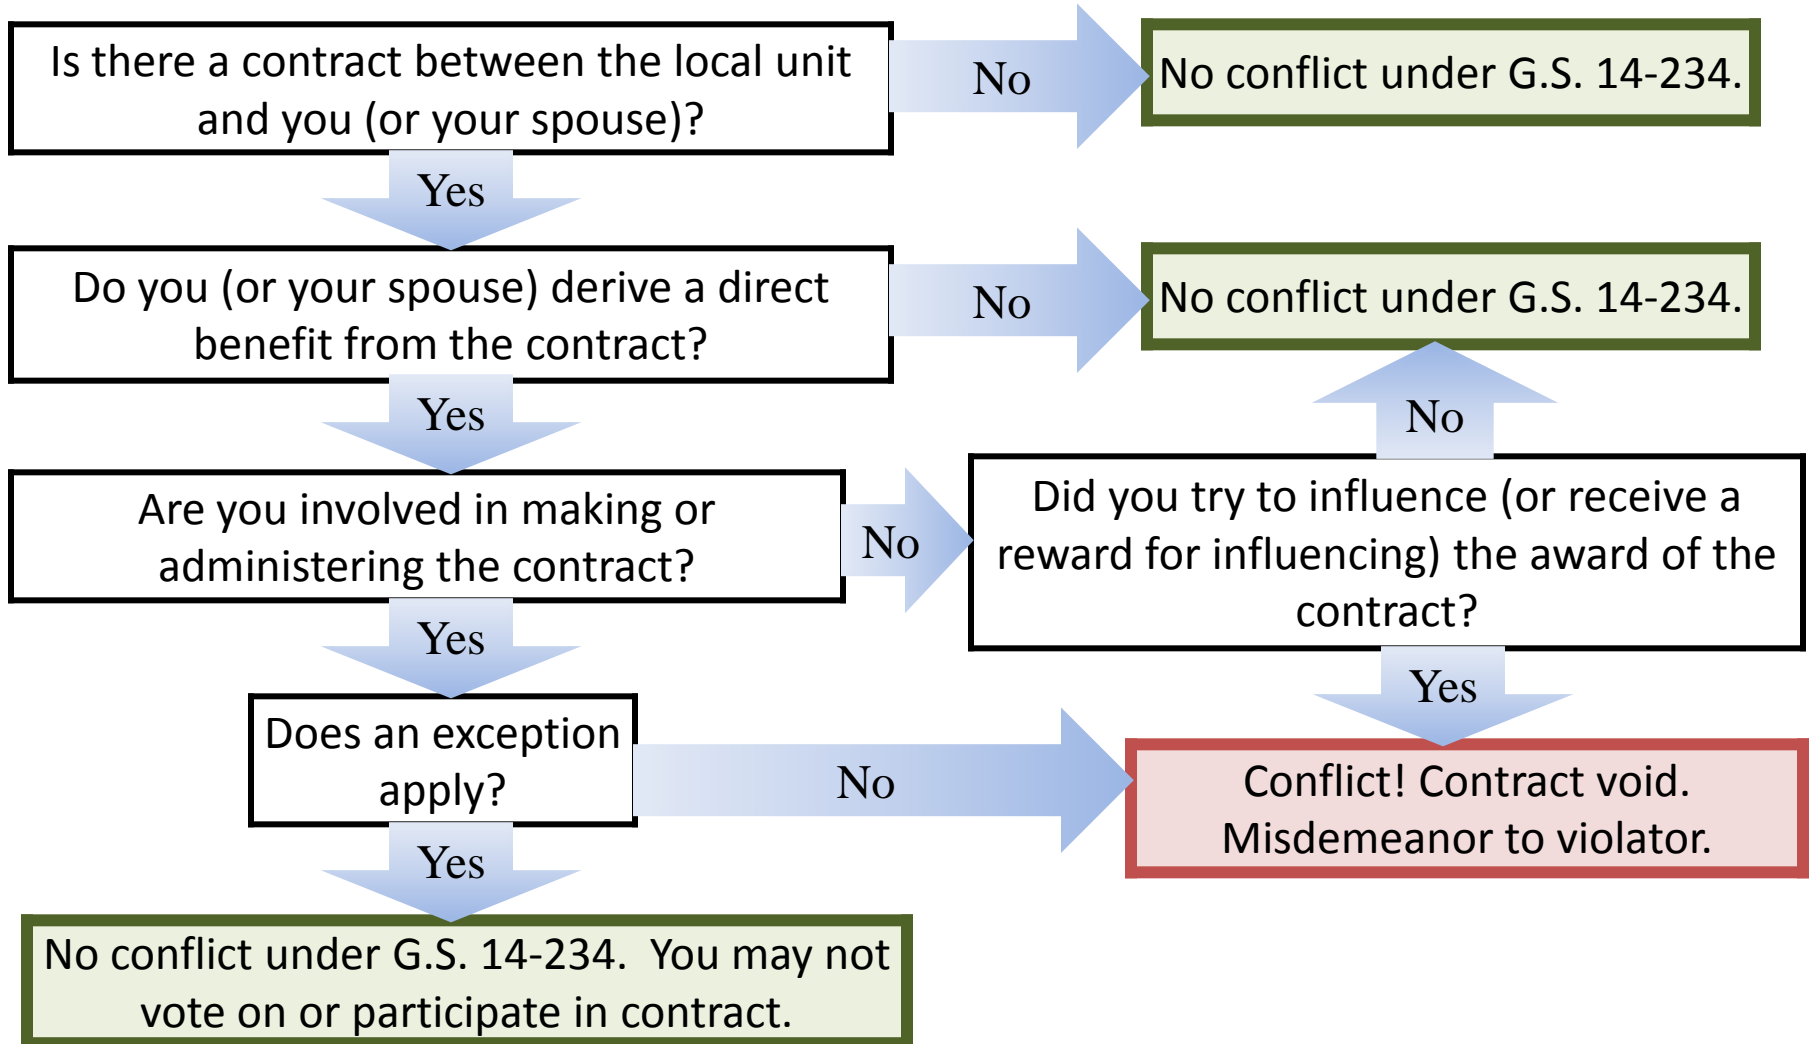 Is there a contract between the local unit
and you (or your spouse)?
No
No conflict under G.S. 14-234.
Yes
Do you (or your spouse) derive a direct
benefit from the contract?
No
No conflict under G.S. 14-234.
Yes
No
Are you involved in making or
administering the contract?
No
Did you try to influence (or receive a
reward for influencing) the award of the
contract?
Yes
Yes
Does an exception
apply?
No
Conflict! Contract void.
Misdemeanor to violator.
Yes
No conflict under G.S. 14-234.  You may not
vote on or participate in contract.